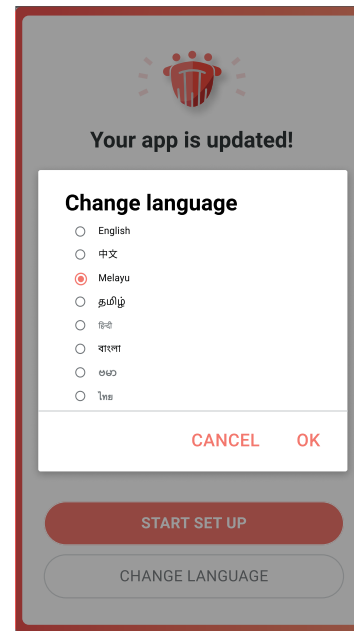 Your app is updated!
Change language
English
中文
Melayu
தமிழ்
हिन्दी
বাংলা
ဗမာ
ไทย
CANCEL
OK
START SET UP
CHANGE LANGUAGE